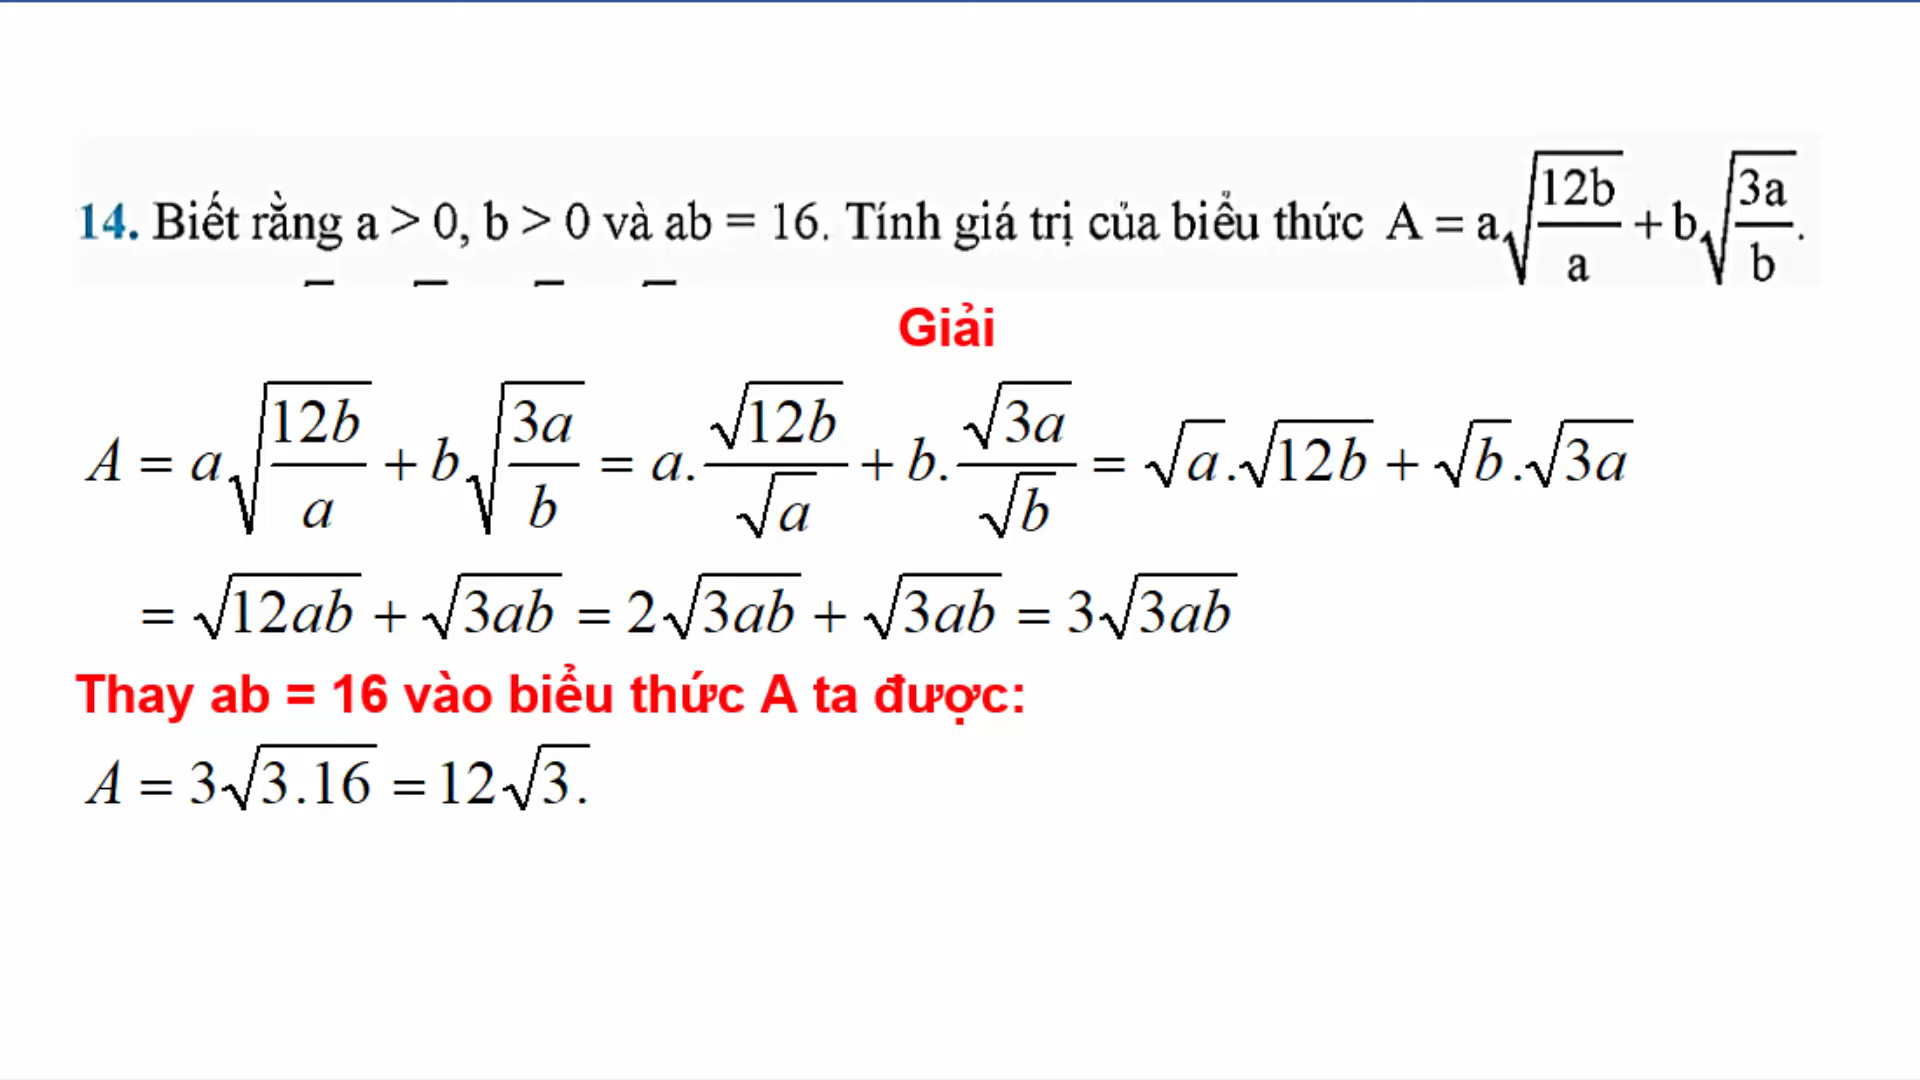 14. Biết rằng a > 0, b > 0 và ab = 16. Tính giá trị của biểu thức A = a√(12b/a) + b√(3a/b).
Giải
A = a√(12b/a) + b√(3a/b) = a.√(12b)/√a + b.√(3a)/√b = √a.√(12b) + √b.√(3a)
= √(12ab) + √(3ab) = 2√(3ab) + √(3ab) = 3√(3ab)
Thay ab = 16 vào biểu thức A ta được:
A = 3√(3.16) = 12√3.